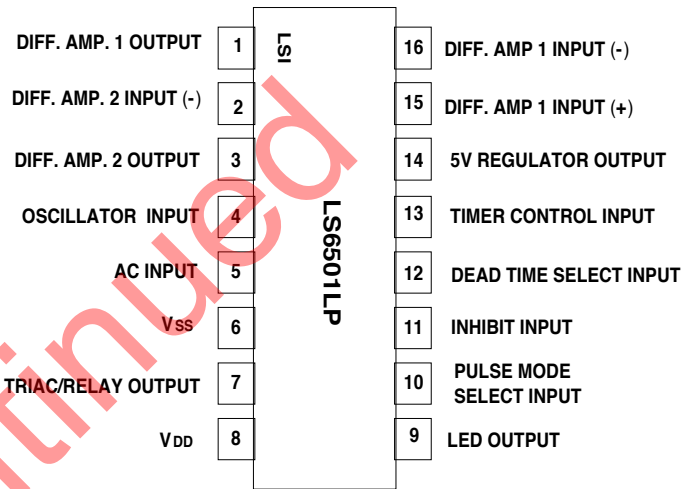 DIFF. AMP. 1 OUTPUT 1
DIFF. AMP. 2 INPUT (-) 2
DIFF. AMP. 2 OUTPUT 3
OSCILLATOR INPUT 4
AC INPUT 5
VSS 6
TRIAC/RELAY OUTPUT 7
VDD 8
LSI
LS6501LP
16 DIFF. AMP 1 INPUT (-)
15 DIFF. AMP 1 INPUT (+)
14 5V REGULATOR OUTPUT
13 TIMER CONTROL INPUT
12 DEAD TIME SELECT INPUT
11 INHIBIT INPUT
10 PULSE MODE
SELECT INPUT
9 LED OUTPUT
tinued